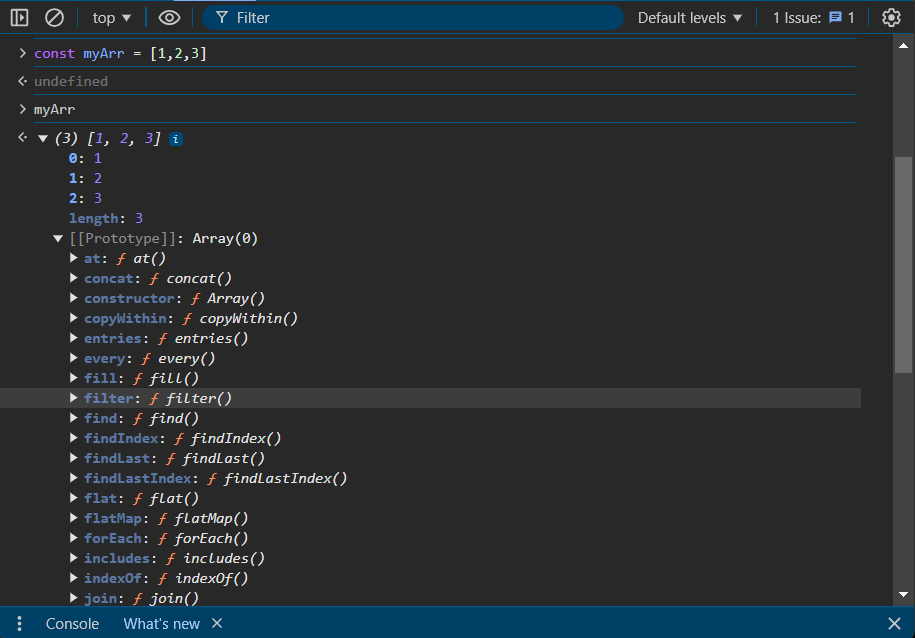 top ▼ Filter Default levels ▼ 1 Issue: 1
> const myArr = [1,2,3]
< undefined
> myArr
< ▼ (3) [1, 2, 3] i
0: 1
1: 2
2: 3
length: 3
▼ [[Prototype]]: Array(0)
▶ at: ƒ at()
▶ concat: ƒ concat()
▶ constructor: ƒ Array()
▶ copyWithin: ƒ copyWithin()
▶ entries: ƒ entries()
▶ every: ƒ every()
▶ fill: ƒ fill()
▶ filter: ƒ filter()
▶ find: ƒ find()
▶ findIndex: ƒ findIndex()
▶ findLast: ƒ findLast()
▶ findLastIndex: ƒ findLastIndex()
▶ flat: ƒ flat()
▶ flatMap: ƒ flatMap()
▶ forEach: ƒ forEach()
▶ includes: ƒ includes()
▶ indexOf: ƒ indexOf()
▶ join: ƒ join()
Console What's new ×